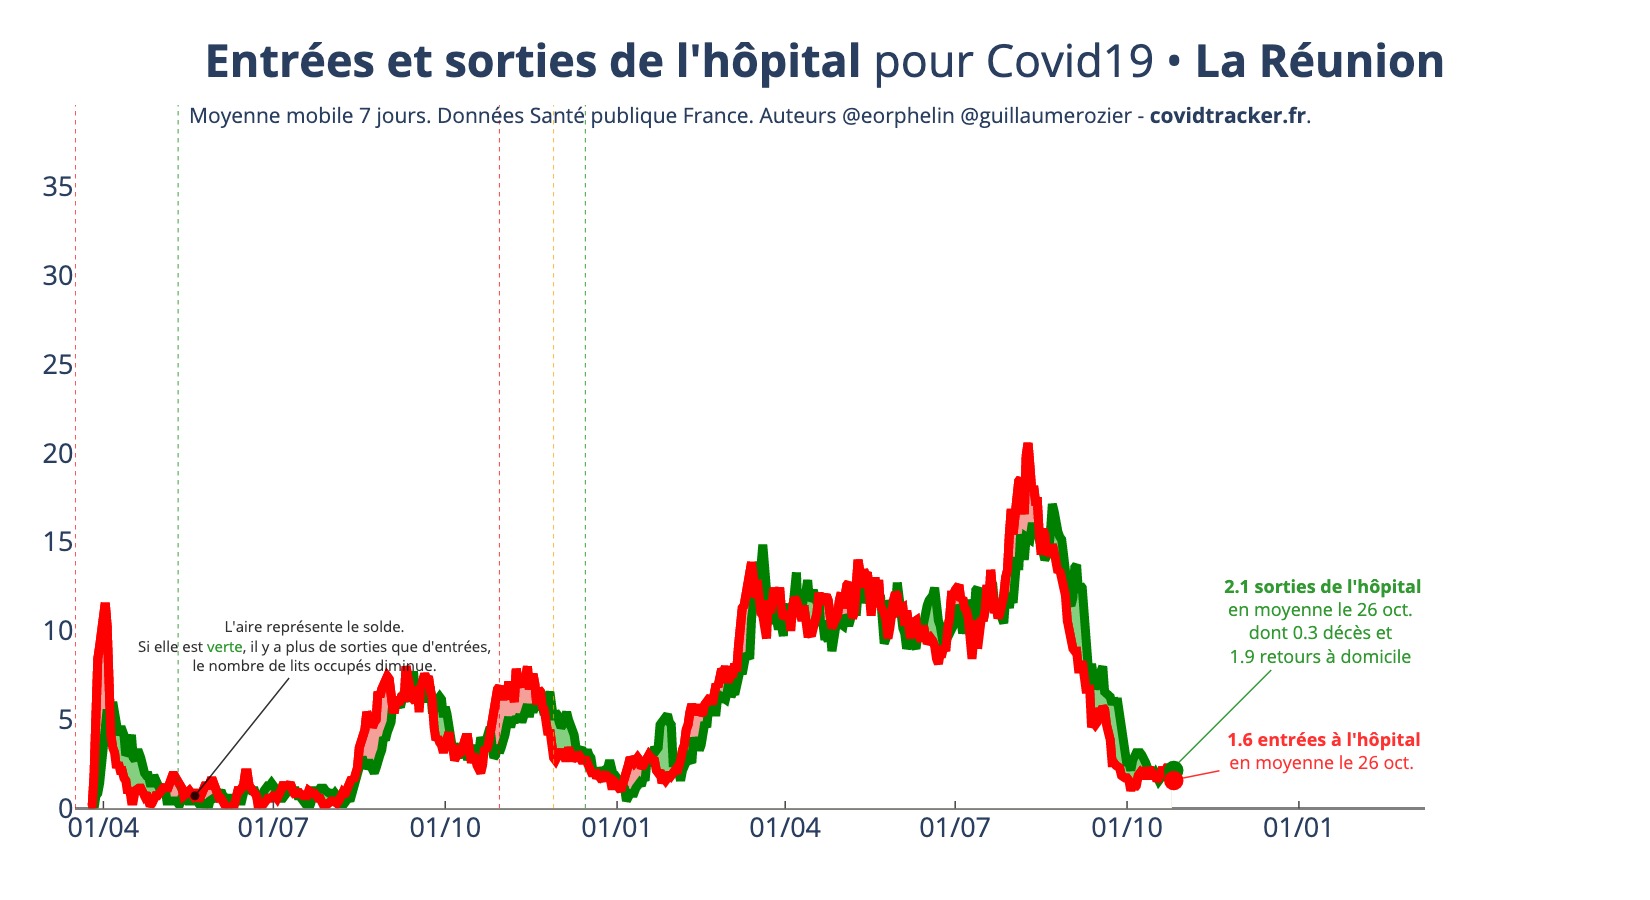 Entrées et sorties de l'hôpital pour Covid19 • La Réunion
Moyenne mobile 7 jours. Données Santé publique France. Auteurs @eorphelin @guillaumerozier - covidtracker.fr.
35
30
25
20
15
10
5
0
L'aire représente le solde.
Si elle est verte, il y a plus de sorties que d'entrées,
le nombre de lits occupés diminue.
2.1 sorties de l'hôpital
en moyenne le 26 oct.
dont 0.3 décès et
1.9 retours à domicile
1.6 entrées à l'hôpital
en moyenne le 26 oct.
01/04
01/07
01/10
01/01
01/04
01/07
01/10
01/01